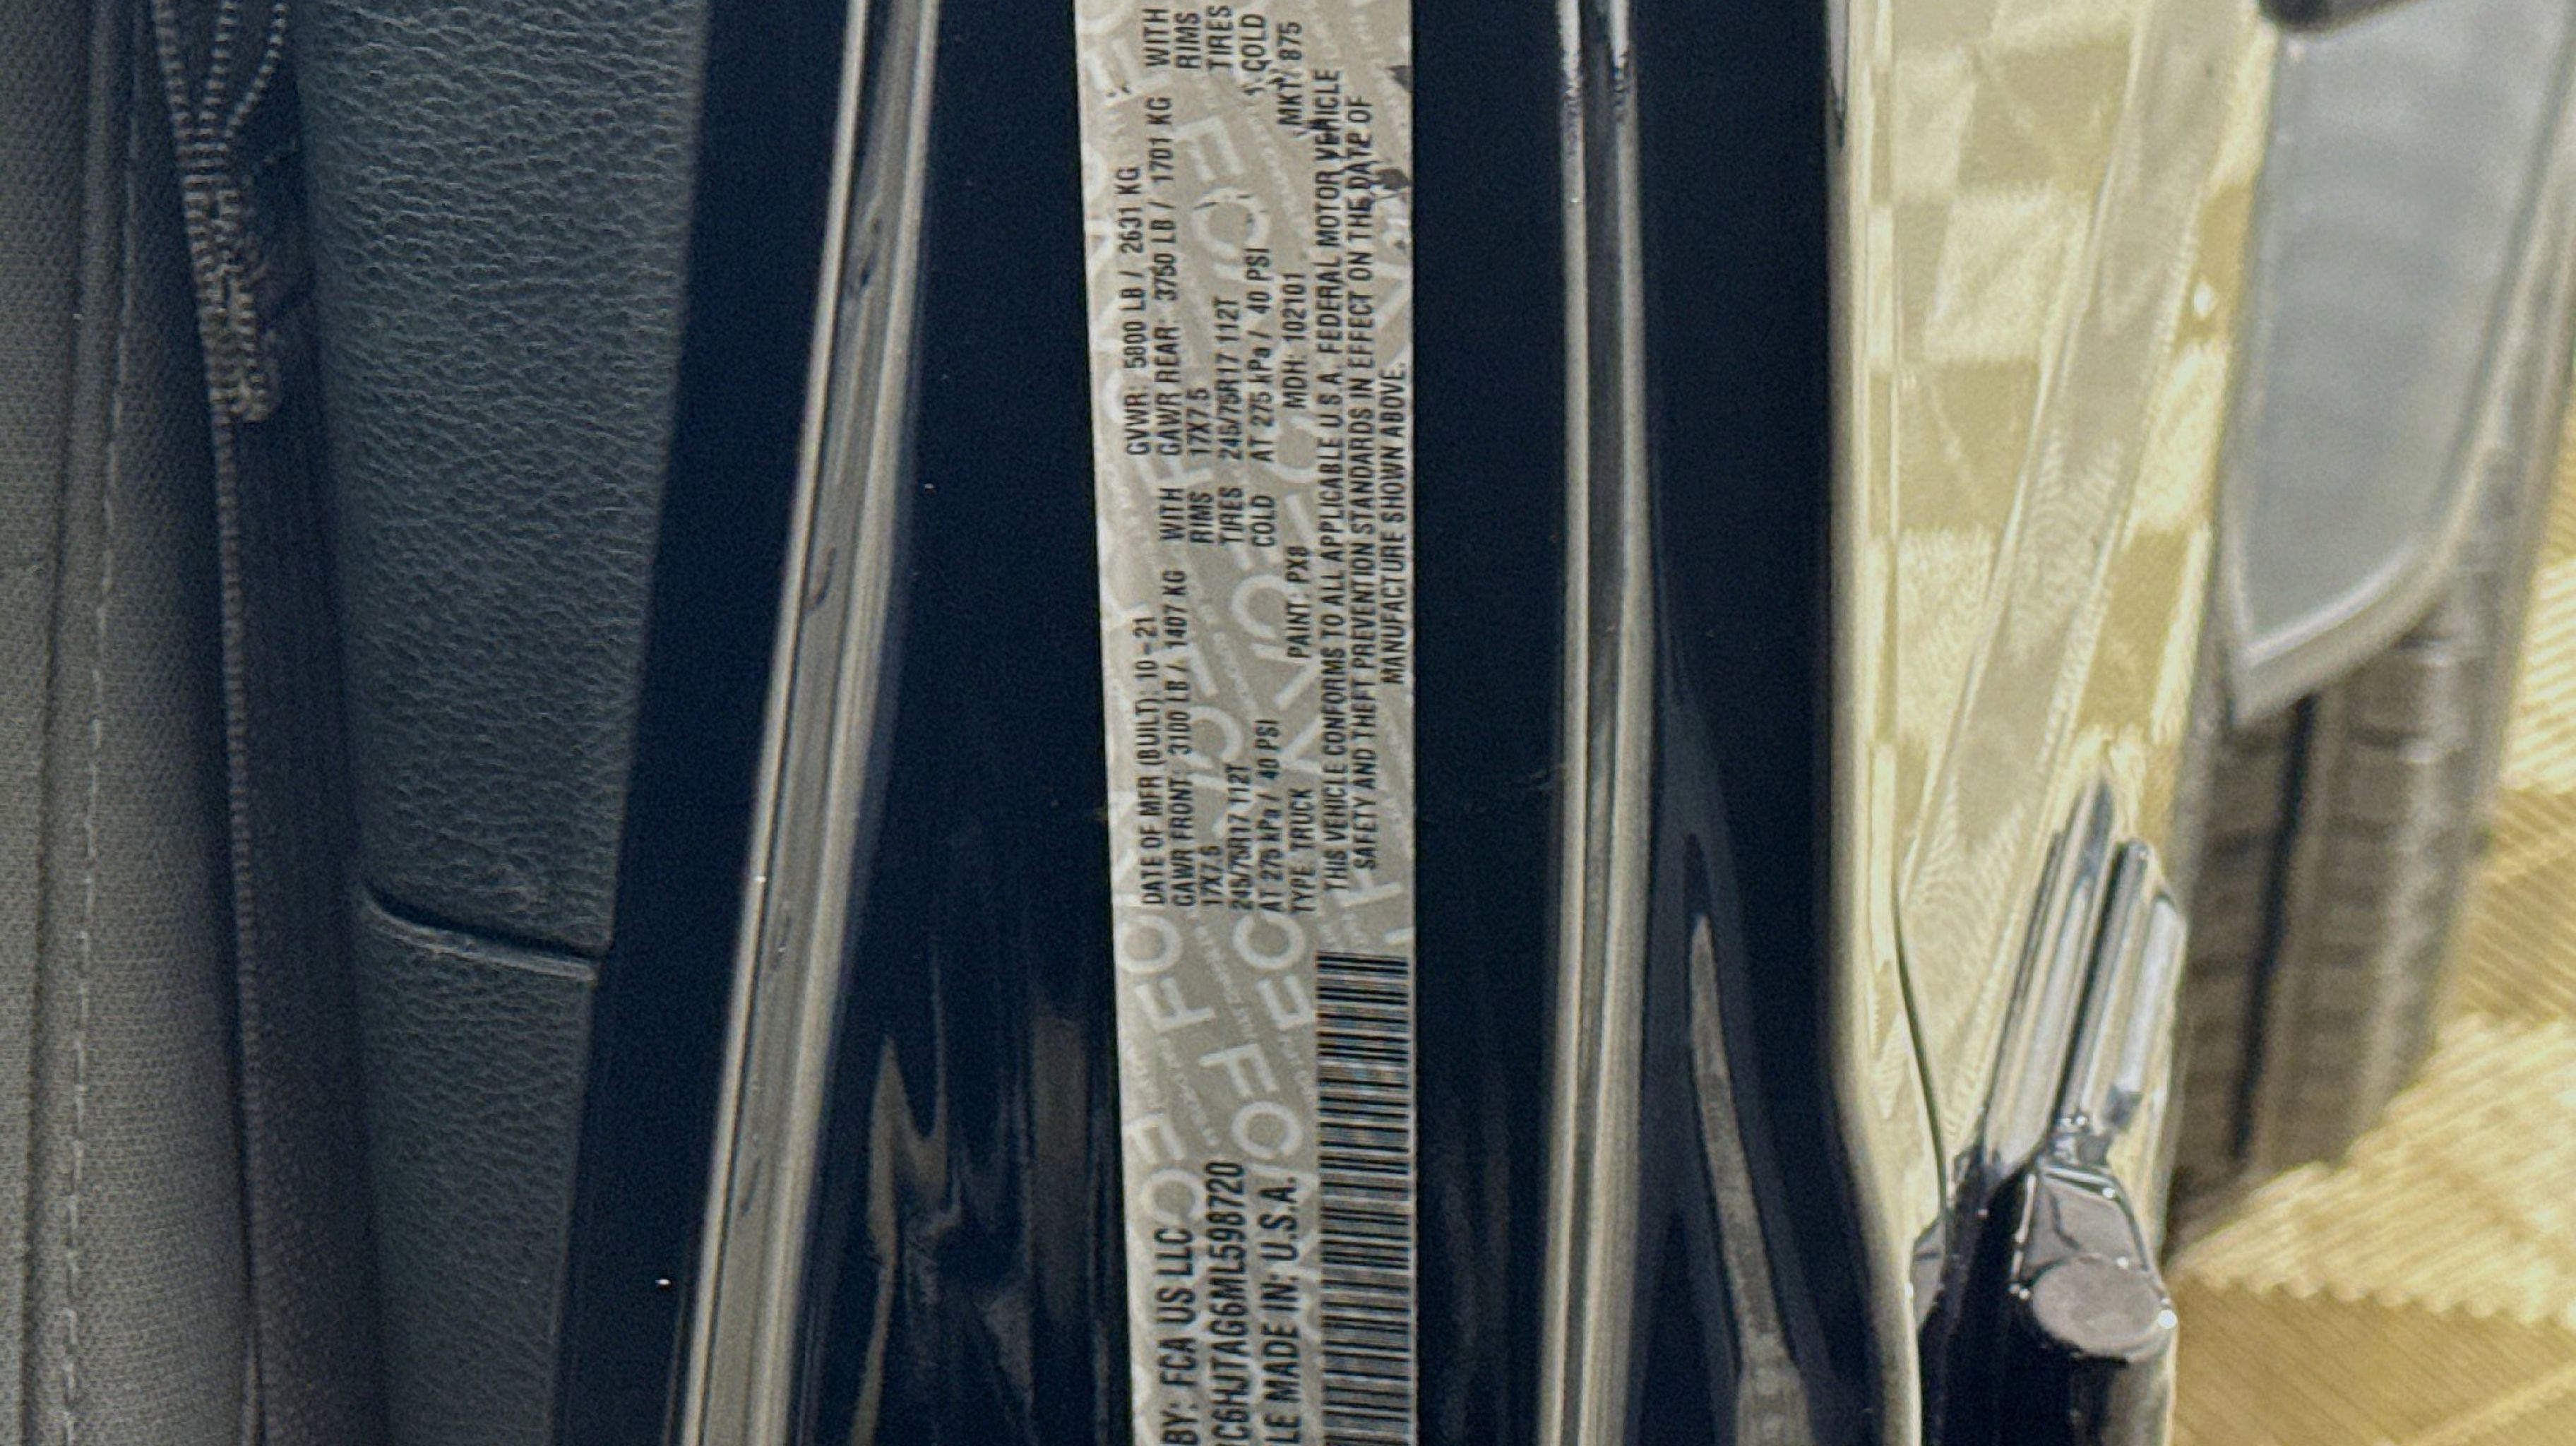 BY: FCA US LLC
C6HJTAG6ML598720
LE MADE IN: U.S.A.
DATE OF MFR (BUILT): 10-21 GVWR: 5800 LB / 2631 KG
GAWR FRONT: 3100 LB / 1407 KG WITH GAWR REAR: 3750 LB / 1701 KG WITH
17X7.5 RIMS 17X7.5 RIMS
245/75R17 112T TIRES 245/75R17 112T TIRES
AT 275 kPa / 40 PSI COLD AT 275 kPa / 40 PSI COLD
TYPE: TRUCK PAINT: PX8 MDH: 102101 MKT: 875
THIS VEHICLE CONFORMS TO ALL APPLICABLE U.S.A. FEDERAL MOTOR VEHICLE
SAFETY AND THEFT PREVENTION STANDARDS IN EFFECT ON THE DATE OF
MANUFACTURE SHOWN ABOVE.